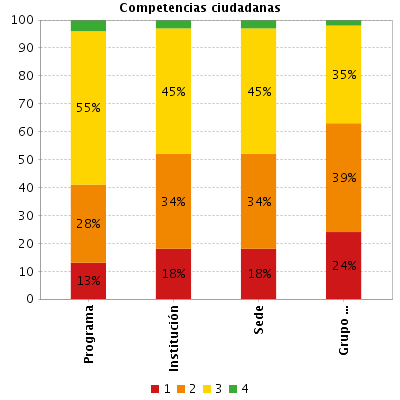 Competencias ciudadanas
100
90
80
70
60
50
40
30
20
10
0
55% 45% 45% 35%
28% 34% 34% 39%
13% 18% 18% 24%
Programa
Institución
Sede
Grupo ...
1 2 3 4